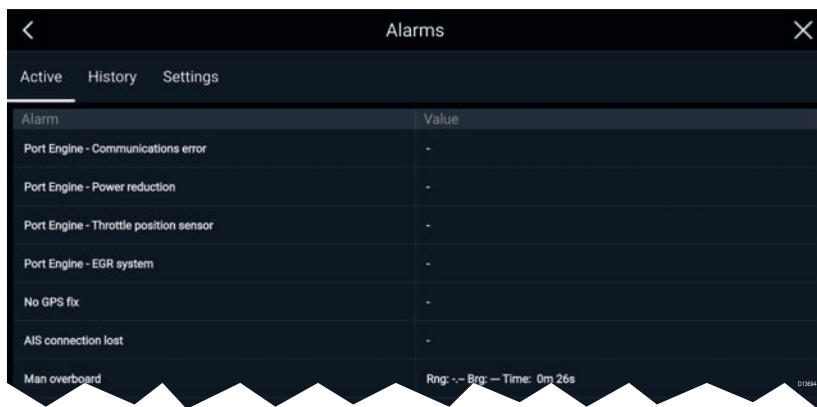 Alarms
Active History Settings
Alarm Value
Port Engine - Communications error -
Port Engine - Power reduction -
Port Engine - Throttle position sensor -
Port Engine - EGR system -
No GPS fix -
AIS connection lost -
Man overboard Rng: -.-- Brg: --- Time: 0m 26s
D13694